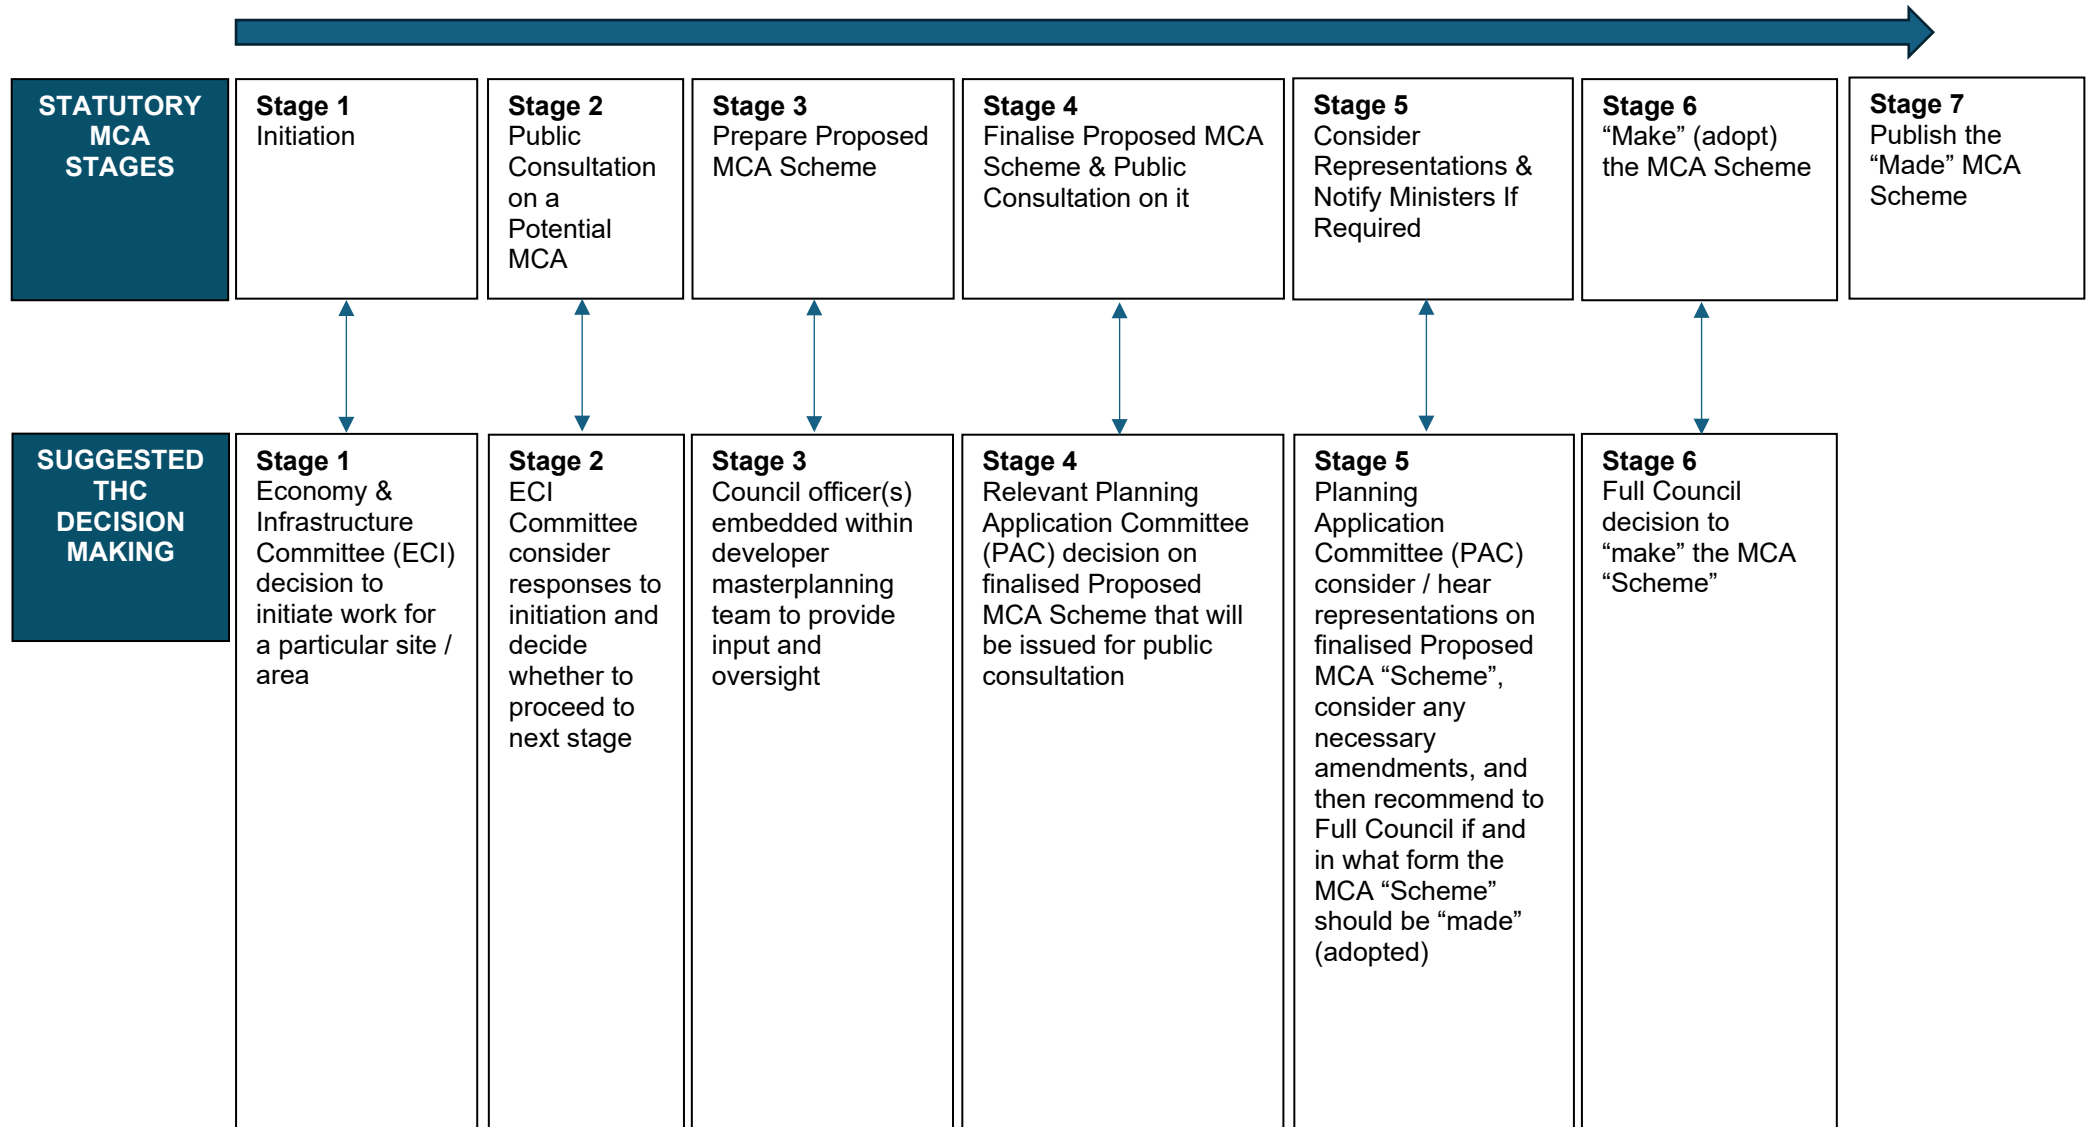 STATUTORY
MCA
STAGES
Stage 1
Initiation
Stage 2
Public
Consultation
on a
Potential
MCA
Stage 3
Prepare Proposed
MCA Scheme
Stage 4
Finalise Proposed MCA
Scheme & Public
Consultation on it
Stage 5
Consider
Representations &
Notify Ministers If
Required
Stage 6
“Make” (adopt)
the MCA Scheme
Stage 7
Publish the
“Made” MCA
Scheme
SUGGESTED
THC
DECISION
MAKING
Stage 1
Economy &
Infrastructure
Committee (ECI)
decision to
initiate work for
a particular site /
area
Stage 2
ECI
Committee
consider
responses to
initiation and
decide
whether to
proceed to
next stage
Stage 3
Council officer(s)
embedded within
developer
masterplanning
team to provide
input and
oversight
Stage 4
Relevant Planning
Application Committee
(PAC) decision on
finalised Proposed
MCA Scheme that will
be issued for public
consultation
Stage 5
Planning
Application
Committee (PAC)
consider / hear
representations on
finalised Proposed
MCA “Scheme”,
consider any
necessary
amendments, and
then recommend to
Full Council if and
in what form the
MCA “Scheme”
should be “made”
(adopted)
Stage 6
Full Council
decision to
“make” the MCA
“Scheme”